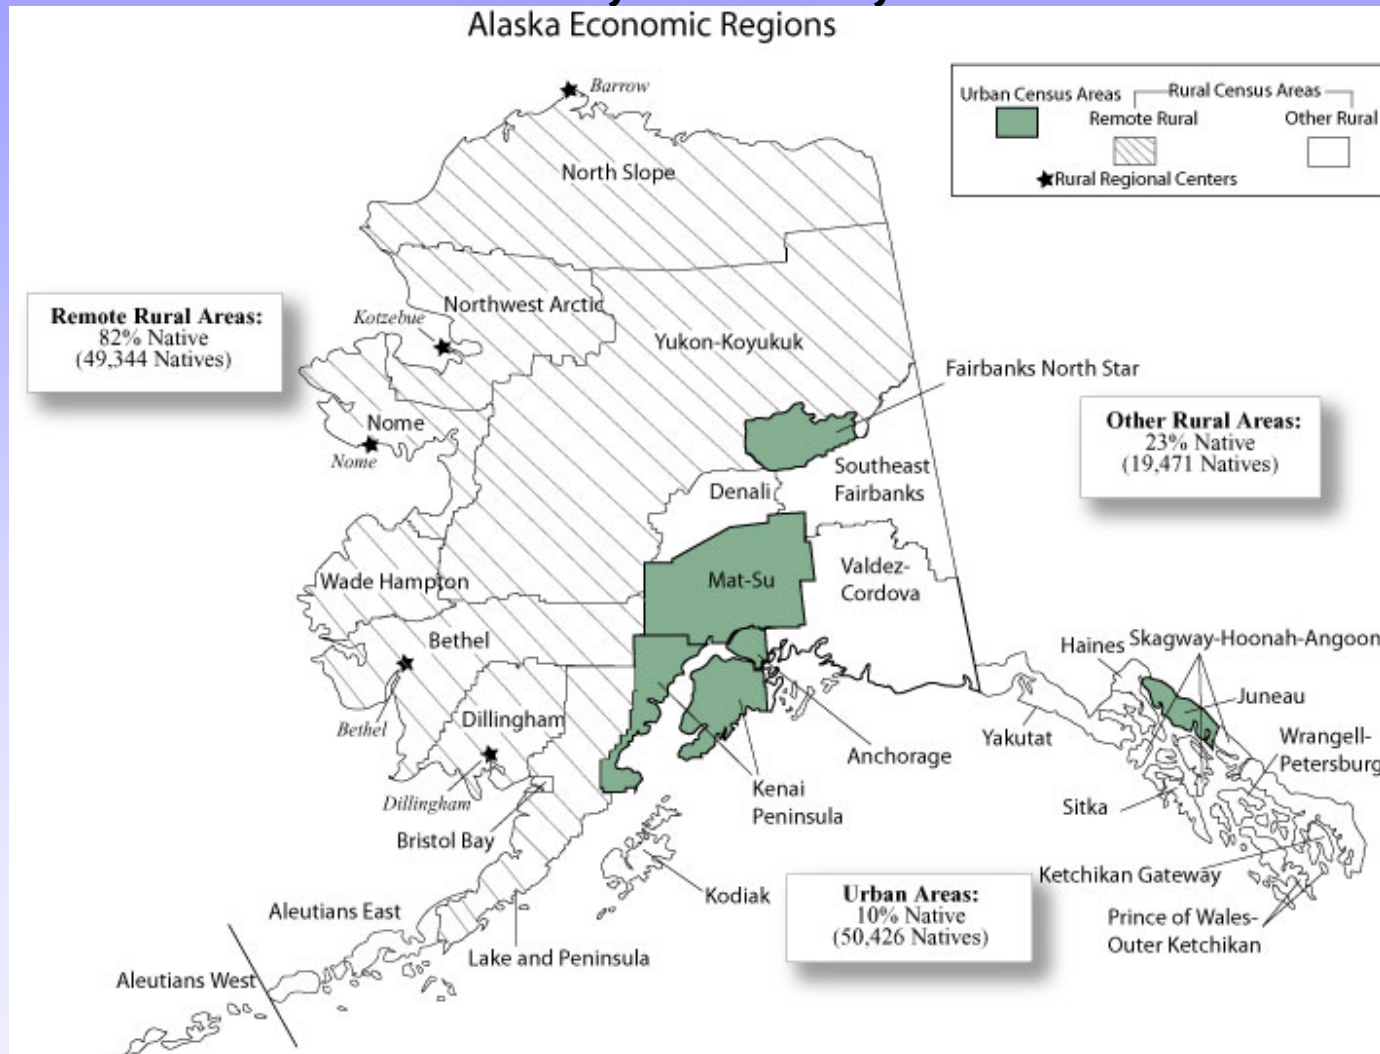 Alaska Economic Regions
Barrow
Urban Census Areas
Rural Census Areas
Remote Rural
Other Rural
Rural Regional Centers
North Slope
Northwest Arctic
Kotzebue
Yukon-Koyukuk
Remote Rural Areas:
82% Native
(49,344 Natives)
Fairbanks North Star
Nome
Nome
Other Rural Areas:
23% Native
(19,471 Natives)
Southeast
Fairbanks
Denali
Wade Hampton
Mat-Su
Valdez-
Cordova
Bethel
Bethel
Haines
Skagway-Hoonah-Angoon
Juneau
Dillingham
Dillingham
Yakutat
Anchorage
Wrangell-
Petersburg
Kenai
Peninsula
Sitka
Bristol Bay
Kodiak
Ketchikan Gateway
Urban Areas:
10% Native
(50,426 Natives)
Aleutians East
Prince of Wales-
Outer Ketchikan
Lake and Peninsula
Aleutians West